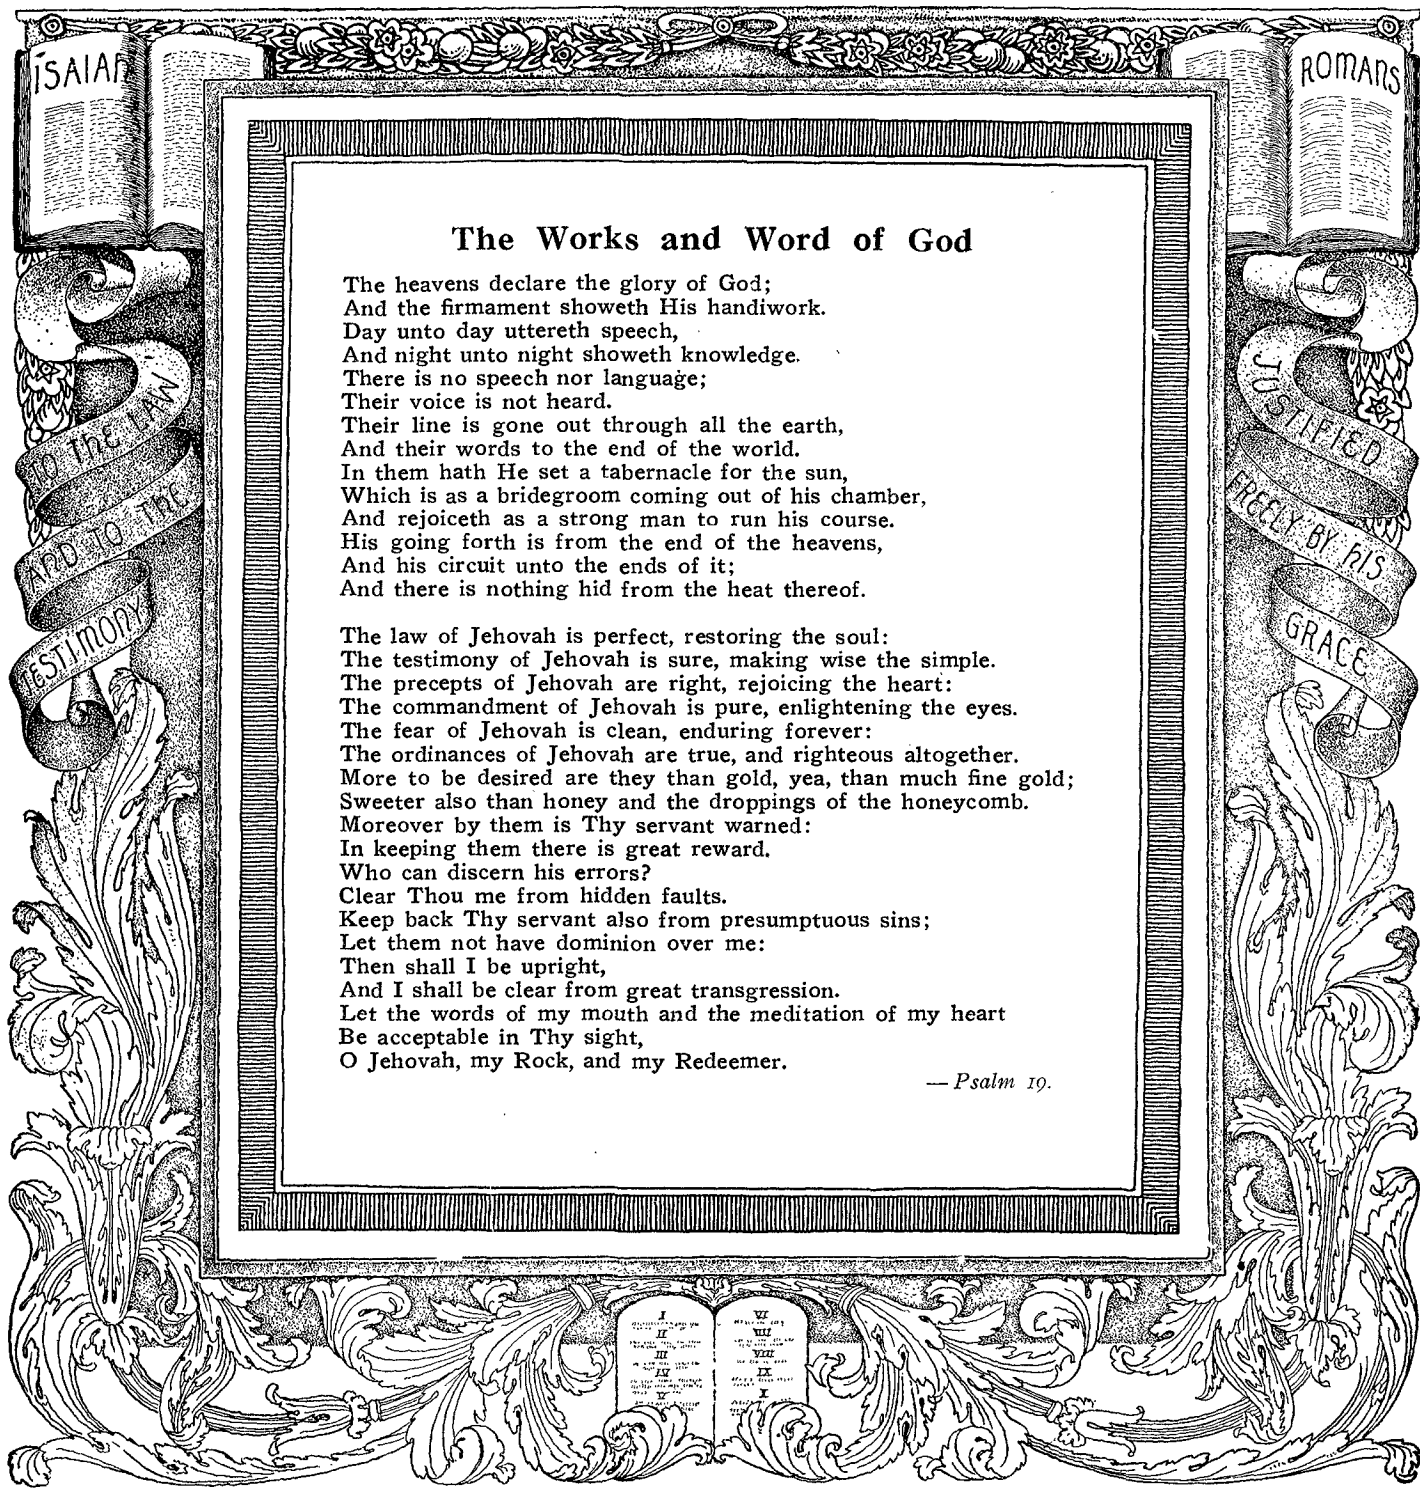 ISAIAH
ROMANS
TO THE LAW
AND TO THE
TESTIMONY
JUSTIFIED
FREELY BY HIS
GRACE
The Works and Word of God
The heavens declare the glory of God;
And the firmament showeth His handiwork.
Day unto day uttereth speech,
And night unto night showeth knowledge.
There is no speech nor language;
Their voice is not heard.
Their line is gone out through all the earth,
And their words to the end of the world.
In them hath He set a tabernacle for the sun,
Which is as a bridegroom coming out of his chamber,
And rejoiceth as a strong man to run his course.
His going forth is from the end of the heavens,
And his circuit unto the ends of it;
And there is nothing hid from the heat thereof.
The law of Jehovah is perfect, restoring the soul:
The testimony of Jehovah is sure, making wise the simple.
The precepts of Jehovah are right, rejoicing the heart:
The commandment of Jehovah is pure, enlightening the eyes.
The fear of Jehovah is clean, enduring forever:
The ordinances of Jehovah are true, and righteous altogether.
More to be desired are they than gold, yea, than much fine gold;
Sweeter also than honey and the droppings of the honeycomb.
Moreover by them is Thy servant warned:
In keeping them there is great reward.
Who can discern his errors?
Clear Thou me from hidden faults.
Keep back Thy servant also from presumptuous sins;
Let them not have dominion over me:
Then shall I be upright,
And I shall be clear from great transgression.
Let the words of my mouth and the meditation of my heart
Be acceptable in Thy sight,
O Jehovah, my Rock, and my Redeemer.
— Psalm 19.
I
II
III
IV
V
VI
VII
VIII
IX
X